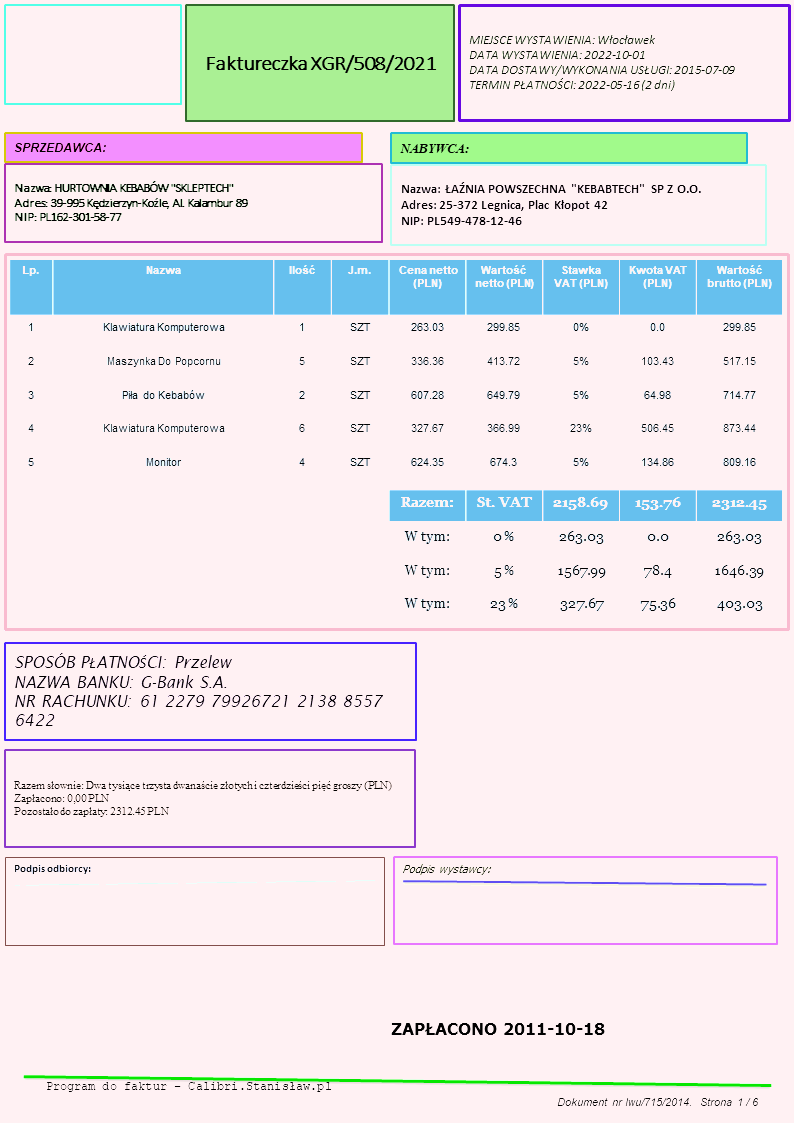 Faktureczka XGR/508/2021
MIEJSCE WYSTAWIENIA: Włocławek
DATA WYSTAWIENIA: 2022-10-01
DATA DOSTAWY/WYKONANIA USŁUGI: 2015-07-09
TERMIN PŁATNOŚCI: 2022-05-16 (2 dni)
SPRZEDAWCA:
Nazwa: HURTOWNIA KEBABÓW "SKLEPTECH"
Adres: 39-995 Kędzierzyn-Koźle, Al. Kalambur 89
NIP: PL162-301-58-77
NABYWCA:
Nazwa: ŁAŹNIA POWSZECHNA "KEBABTECH" SP Z O.O.
Adres: 25-372 Legnica, Plac Kłopot 42
NIP: PL549-478-12-46
Lp. Nazwa Ilość J.m. Cena netto (PLN) Wartość netto (PLN) Stawka VAT (PLN) Kwota VAT (PLN) Wartość brutto (PLN)
1 Klawiatura Komputerowa 1 SZT 263.03 299.85 0% 0.0 299.85
2 Maszynka Do Popcornu 5 SZT 336.36 413.72 5% 103.43 517.15
3 Piła do Kebabów 2 SZT 607.28 649.79 5% 64.98 714.77
4 Klawiatura Komputerowa 6 SZT 327.67 366.99 23% 506.45 873.44
5 Monitor 4 SZT 624.35 674.3 5% 134.86 809.16
Razem: St. VAT 2158.69 153.76 2312.45
W tym: 0% 263.03 0.0 263.03
W tym: 5% 1567.99 78.4 1646.39
W tym: 23% 327.67 75.36 403.03
SPOSÓB PŁATNOŚCI: Przelew
NAZWA BANKU: G-Bank S.A.
NR RACHUNKU: 61 2279 79926721 2138 8557
6422
Razem słownie: Dwa tysiące trzysta dwanaście złotych i czterdzieści pięć groszy (PLN)
Zapłacono: 0,00 PLN
Pozostało do zapłaty: 2312.45 PLN
Podpis odbiorcy:
Podpis wystawcy:
ZAPŁACONO 2011-10-18
Program do faktur – Calibri.Stanisław.pl
Dokument nr lwu/715/2014. Strona 1 / 6